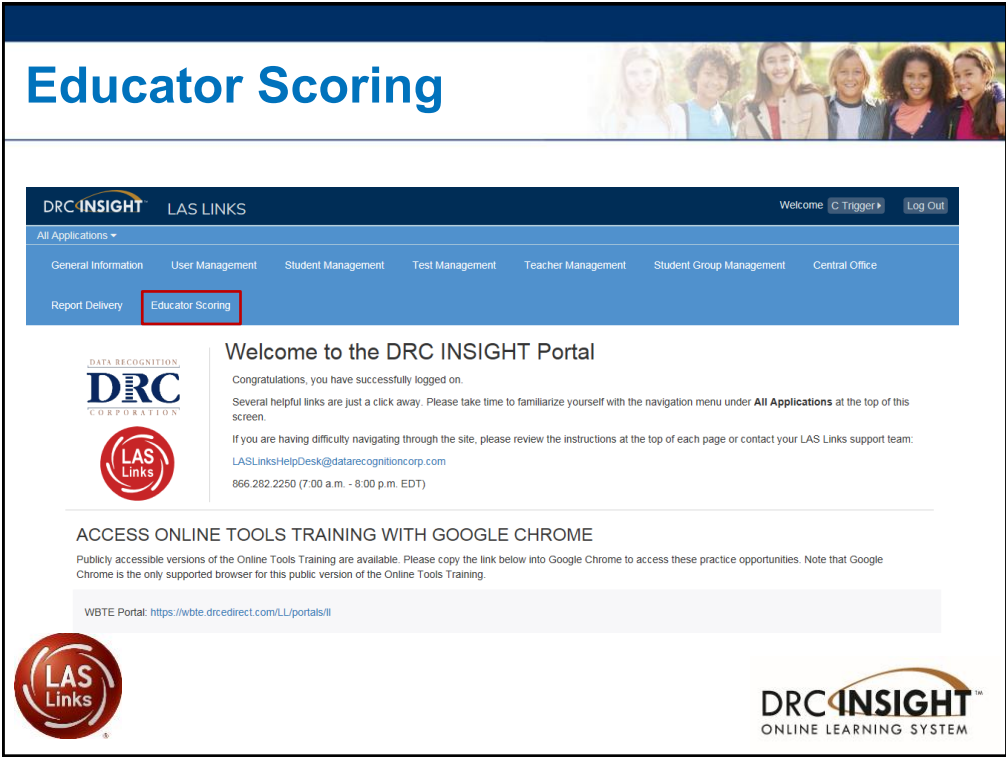 Educator Scoring
DRC INSIGHT™ LAS LINKS Welcome C Trigger Log Out
All Applications
General Information User Management Student Management Test Management Teacher Management Student Group Management Central Office
Report Delivery Educator Scoring
Welcome to the DRC INSIGHT Portal
DATA RECOGNITION
DRC
CORPORATION
LAS
Links
Congratulations, you have successfully logged on.
Several helpful links are just a click away. Please take time to familiarize yourself with the navigation menu under All Applications at the top of this
screen.
If you are having difficulty navigating through the site, please review the instructions at the top of each page or contact your LAS Links support team:
LASLinksHelpDesk@datarecognitioncorp.com
866.282.2250 (7:00 a.m. - 8:00 p.m. EDT)
ACCESS ONLINE TOOLS TRAINING WITH GOOGLE CHROME
Publicly accessible versions of the Online Tools Training are available. Please copy the link below into Google Chrome to access these practice opportunities. Note that Google
Chrome is the only supported browser for this public version of the Online Tools Training.
WBTE Portal: https://wbte.drcedirect.com/LL/portals/ll
LAS
Links
®
DRC INSIGHT™
ONLINE LEARNING SYSTEM